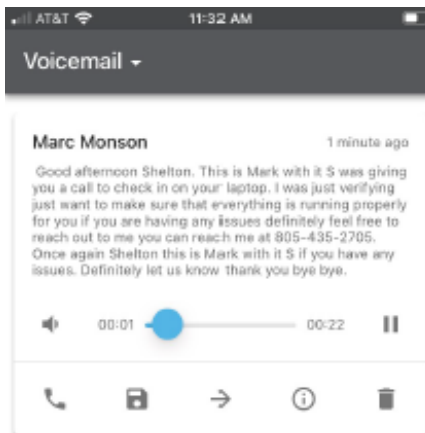 AT&T 11:32 AM
Voicemail
Marc Monson 1 minute ago
Good afternoon Shelton. This is Mark with it S was giving
you a call to check in on your laptop. I was just verifying
just want to make sure that everything is running properly
for you if you are having any issues definitely feel free to
reach out to me you can reach me at 805-435-2705.
Once again Shelton this is Mark with it S if you have any
issues. Definitely let us know thank you bye bye.
00:01 00:22